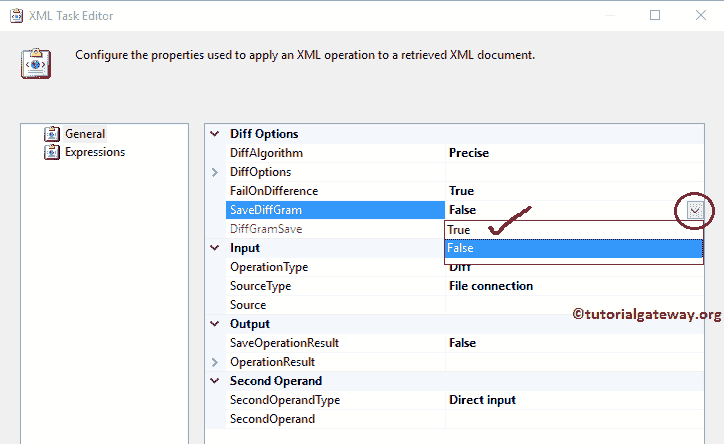 XML Task Editor
Configure the properties used to apply an XML operation to a retrieved XML document.
General
Expressions
Diff Options
DiffAlgorithm Precise
DiffOptions
FailOnDifference True
SaveDiffGram False
DiffGramSave True
False
Input
OperationType Diff
SourceType File connection
Source
©tutorialgateway.org
Output
SaveOperationResult False
OperationResult
Second Operand
SecondOperandType Direct input
SecondOperand